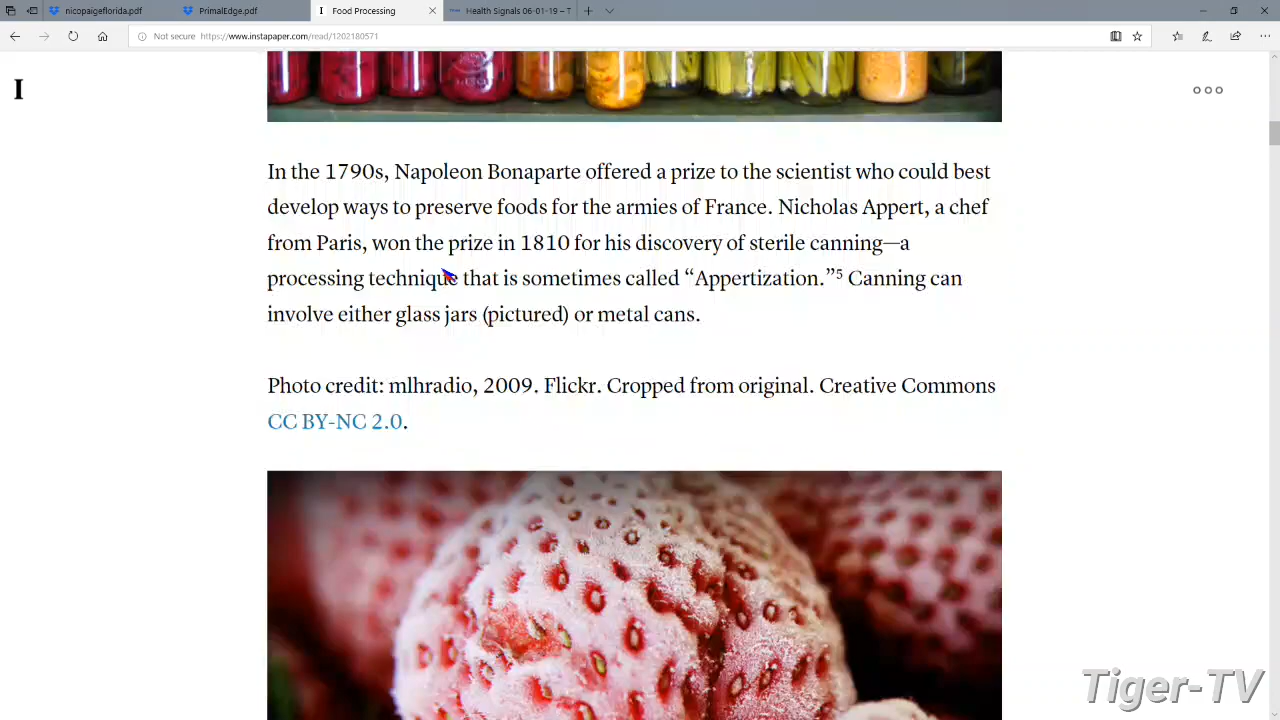 nicopaigeflorida.pdf
PrimalEdge.pdf
I
Food Processing
Health Signals 06-01-19 – T
Not secure
https://www.instapaper.com/read/1202180571
I
In the 1790s, Napoleon Bonaparte offered a prize to the scientist who could best
develop ways to preserve foods for the armies of France. Nicholas Appert, a chef
from Paris, won the prize in 1810 for his discovery of sterile canning—a
processing technique that is sometimes called “Appertization.”⁵ Canning can
involve either glass jars (pictured) or metal cans.
Photo credit: mlhradio, 2009. Flickr. Cropped from original. Creative Commons
CC BY-NC 2.0.
Tiger-TV